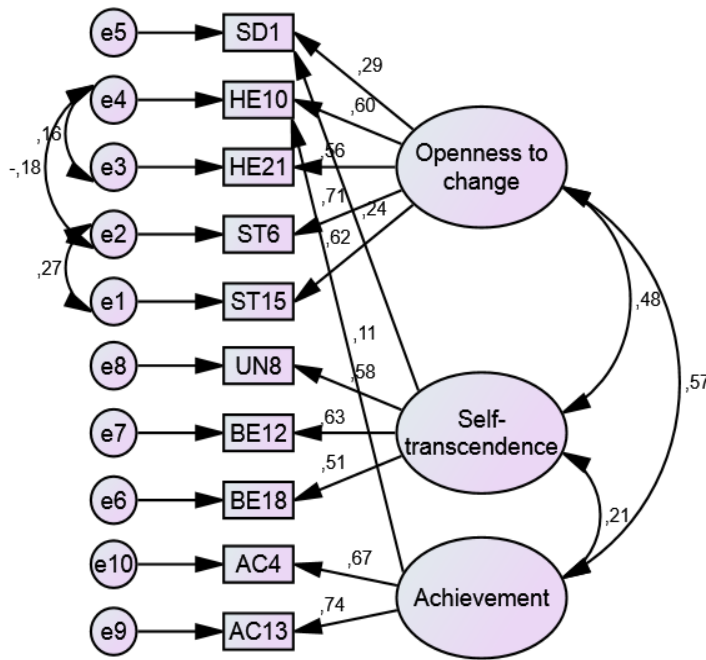 e5
SD1
,29
e4
HE10
,60
,16
-,18
e3
HE21
,56
Openness to
change
e2
ST6
,71
,24
,27
,62
e1
ST15
,48
,11
e8
UN8
,58
,57
e7
BE12
,63
Self-
transcendence
e6
BE18
,51
,21
e10
AC4
,67
Achievement
e9
AC13
,74